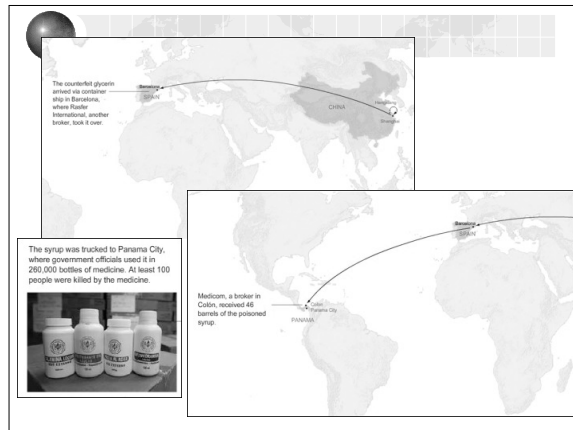 The counterfeit glycerin
arrived via container
ship in Barcelona,
where Rasfer
International, another
broker, took it over.
Barcelona
SPAIN
CHINA
Shanghai
Barcelona
SPAIN
Medicom, a broker in
Colón, received 46
barrels of the poisoned
syrup.
Colón
Panama City
PANAMA
The syrup was trucked to Panama City,
where government officials used it in
260,000 bottles of medicine. At least 100
people were killed by the medicine.